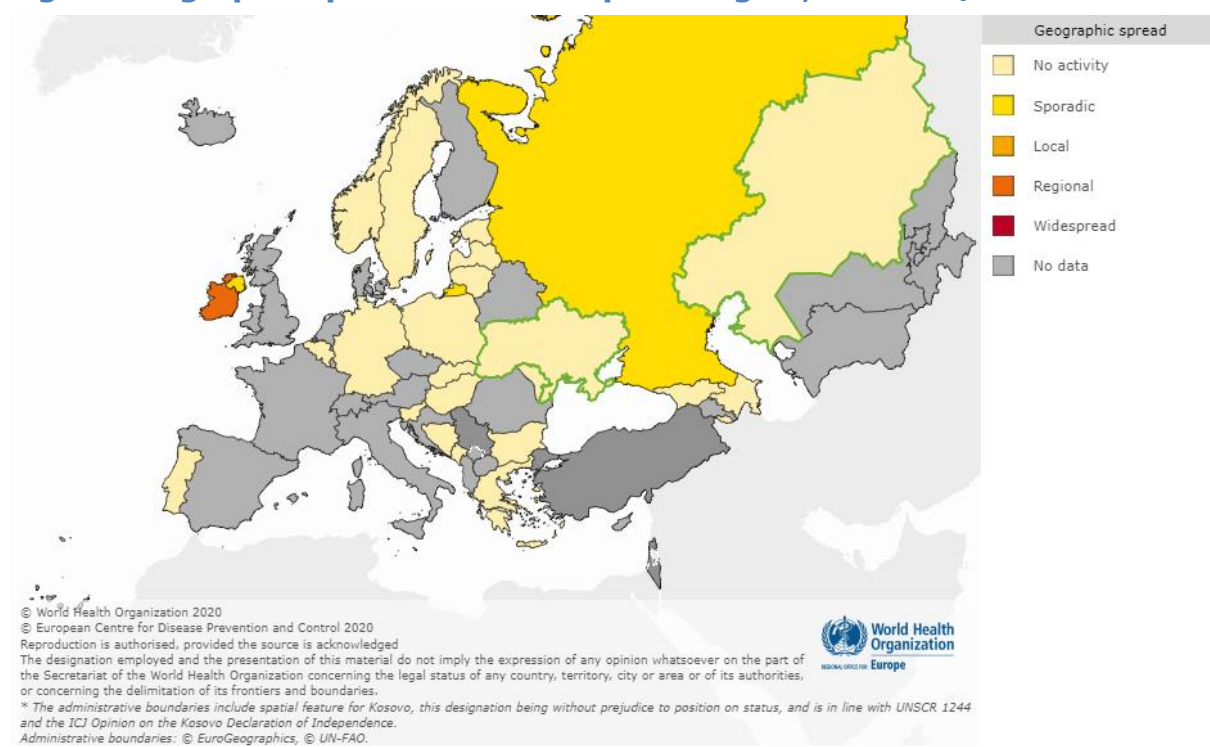 Geographic spread
No activity
Sporadic
Local
Regional
Widespread
No data
© World Health Organization 2020
© European Centre for Disease Prevention and Control 2020
Reproduction is authorised, provided the source is acknowledged
The designation employed and the presentation of this material do not imply the expression of any opinion whatsoever on the part of
the Secretariat of the World Health Organization concerning the legal status of any country, territory, city or area or of its authorities,
or concerning the delimitation of its frontiers and boundaries.
* The administrative boundaries include spatial feature for Kosovo, this designation being without prejudice to position on status, and is in line with UNSCR 1244
and the ICJ Opinion on the Kosovo Declaration of Independence.
Administrative boundaries: © EuroGeographics, © UN-FAO.
World Health
Organization
REGIONAL OFFICE FOR Europe